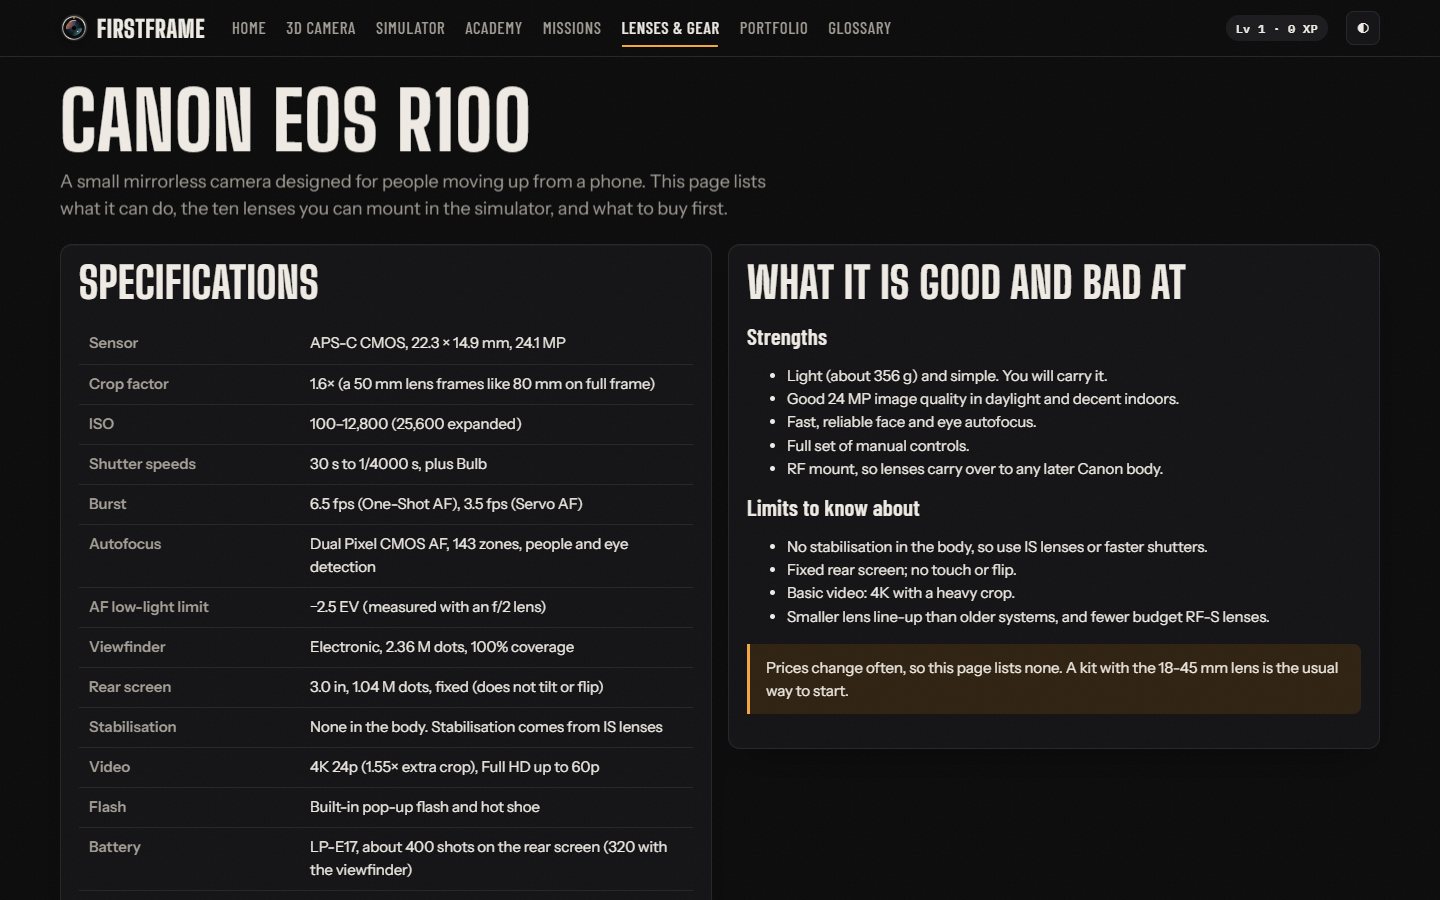 FIRSTFRAME HOME 3D CAMERA SIMULATOR ACADEMY MISSIONS LENSES & GEAR PORTFOLIO GLOSSARY Lv 1 · 0 XP
CANON EOS R100
A small mirrorless camera designed for people moving up from a phone. This page lists
what it can do, the ten lenses you can mount in the simulator, and what to buy first.
SPECIFICATIONS
Sensor APS-C CMOS, 22.3 × 14.9 mm, 24.1 MP
Crop factor 1.6× (a 50 mm lens frames like 80 mm on full frame)
ISO 100–12,800 (25,600 expanded)
Shutter speeds 30 s to 1/4000 s, plus Bulb
Burst 6.5 fps (One-Shot AF), 3.5 fps (Servo AF)
Autofocus Dual Pixel CMOS AF, 143 zones, people and eye
detection
AF low-light limit −2.5 EV (measured with an f/2 lens)
Viewfinder Electronic, 2.36 M dots, 100% coverage
Rear screen 3.0 in, 1.04 M dots, fixed (does not tilt or flip)
Stabilisation None in the body. Stabilisation comes from IS lenses
Video 4K 24p (1.55× extra crop), Full HD up to 60p
Flash Built-in pop-up flash and hot shoe
Battery LP-E17, about 400 shots on the rear screen (320 with
the viewfinder)
WHAT IT IS GOOD AND BAD AT
Strengths
• Light (about 356 g) and simple. You will carry it.
• Good 24 MP image quality in daylight and decent indoors.
• Fast, reliable face and eye autofocus.
• Full set of manual controls.
• RF mount, so lenses carry over to any later Canon body.
Limits to know about
• No stabilisation in the body, so use IS lenses or faster shutters.
• Fixed rear screen; no touch or flip.
• Basic video: 4K with a heavy crop.
• Smaller lens line-up than older systems, and fewer budget RF-S lenses.
Prices change often, so this page lists none. A kit with the 18-45 mm lens is the usual
way to start.